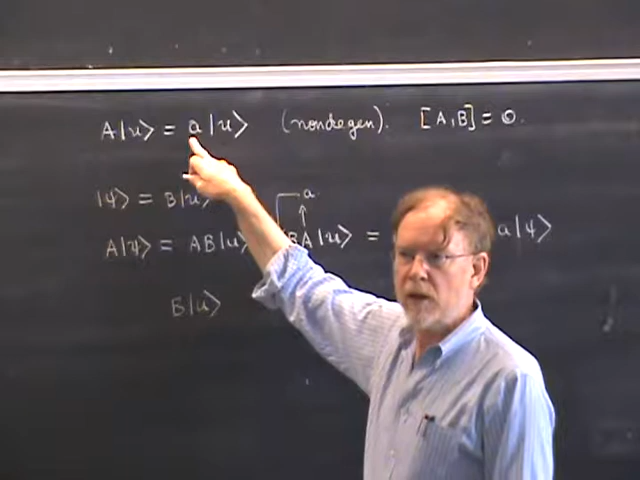 A|u⟩ = a|u⟩ (nondegen). [A,B] = 0.
|ψ⟩ = B|u⟩ a
A|ψ⟩ = AB|u⟩ BA|u⟩ = a|ψ⟩
B|u⟩